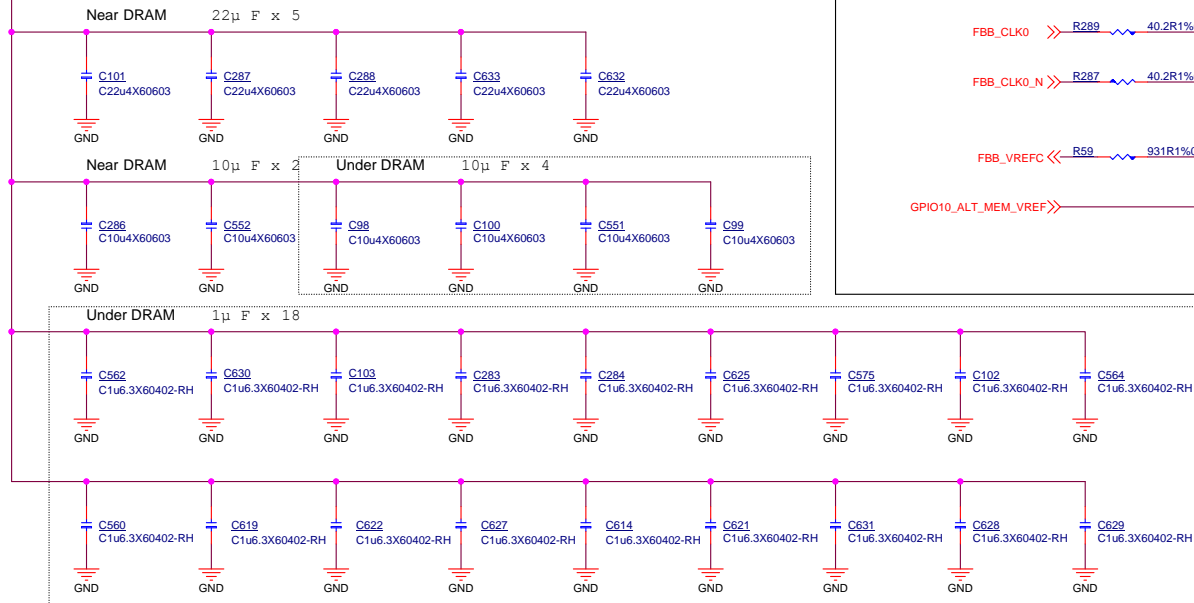 Near DRAM 22µ F x 5
C101 C287 C288 C633 C632
C22u4X60603 C22u4X60603 C22u4X60603 C22u4X60603 C22u4X60603
GND GND GND GND GND
Near DRAM 10µ F x 2 Under DRAM 10µ F x 4
C286 C552 C98 C100 C551 C99
C10u4X60603 C10u4X60603 C10u4X60603 C10u4X60603 C10u4X60603 C10u4X60603
GND GND GND GND GND GND
Under DRAM 1µ F x 18
C562 C630 C103 C283 C284 C625 C575 C102 C564
C1u6.3X60402-RH C1u6.3X60402-RH C1u6.3X60402-RH C1u6.3X60402-RH C1u6.3X60402-RH C1u6.3X60402-RH C1u6.3X60402-RH C1u6.3X60402-RH C1u6.3X60402-RH
GND GND GND GND GND GND GND GND GND
C560 C619 C622 C627 C614 C621 C631 C628 C629
C1u6.3X60402-RH C1u6.3X60402-RH C1u6.3X60402-RH C1u6.3X60402-RH C1u6.3X60402-RH C1u6.3X60402-RH C1u6.3X60402-RH C1u6.3X60402-RH C1u6.3X60402-RH
GND GND GND GND GND GND GND GND GND
FBB_CLK0 R289 40.2R1%
FBB_CLK0_N R287 40.2R1%
FBB_VREFC R59 931R1%
GPIO10_ALT_MEM_VREF